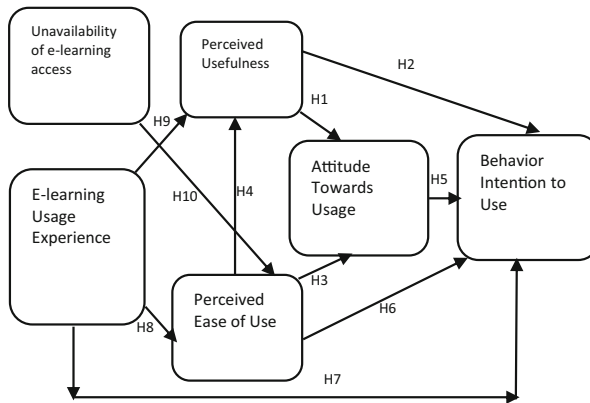 Unavailability
of e-learning
access
Perceived
Usefulness
H2
H1
H9
Attitude
Towards
Usage
Behavior
Intention to
Use
H5
E-learning
Usage
Experience
H10
H4
Perceived
Ease of Use
H3
H6
H8
H7